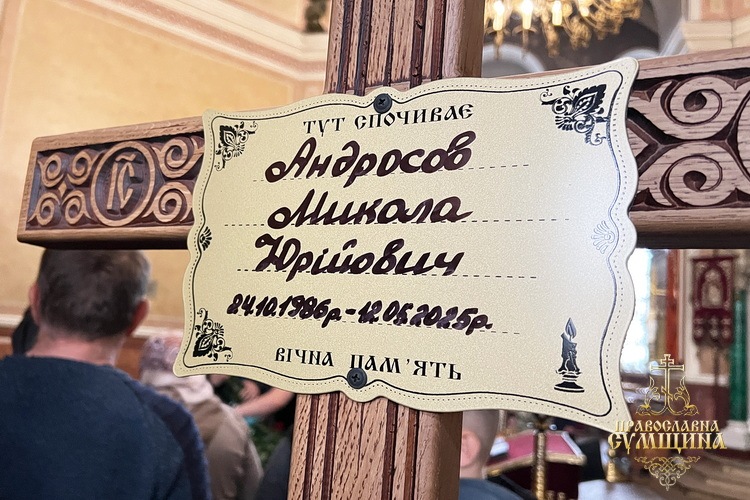 ТУТ СПОЧИВАЄ
Андросов
Микола
Юрійович
24.10.1986р.-12.05.2025р.
ВІЧНА ПАМ'ЯТЬ
ПРАВОСЛАВНА
СУМЩИНА